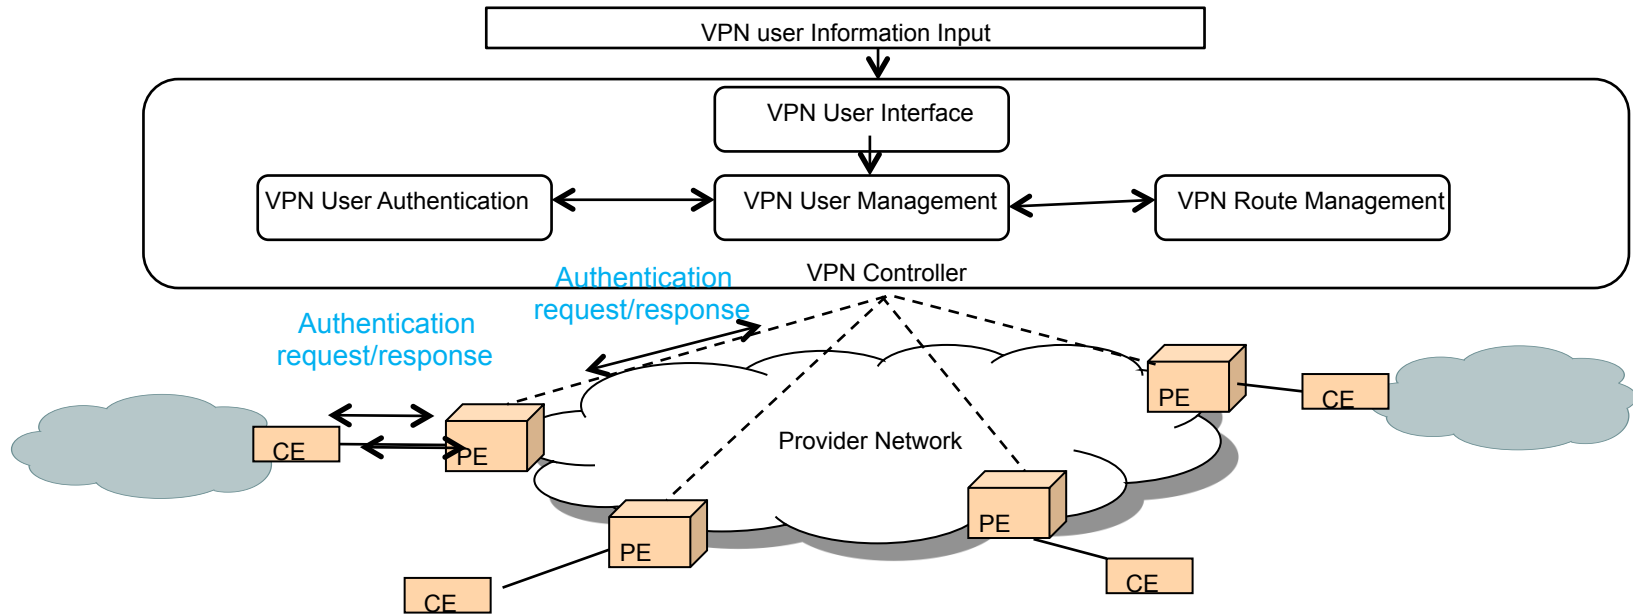 VPN user Information Input
VPN User Interface
VPN User Authentication
VPN User Management
VPN Route Management
VPN Controller
Authentication
request/response
Authentication
request/response
PE
CE
CE
PE
Provider Network
PE
PE
CE
CE